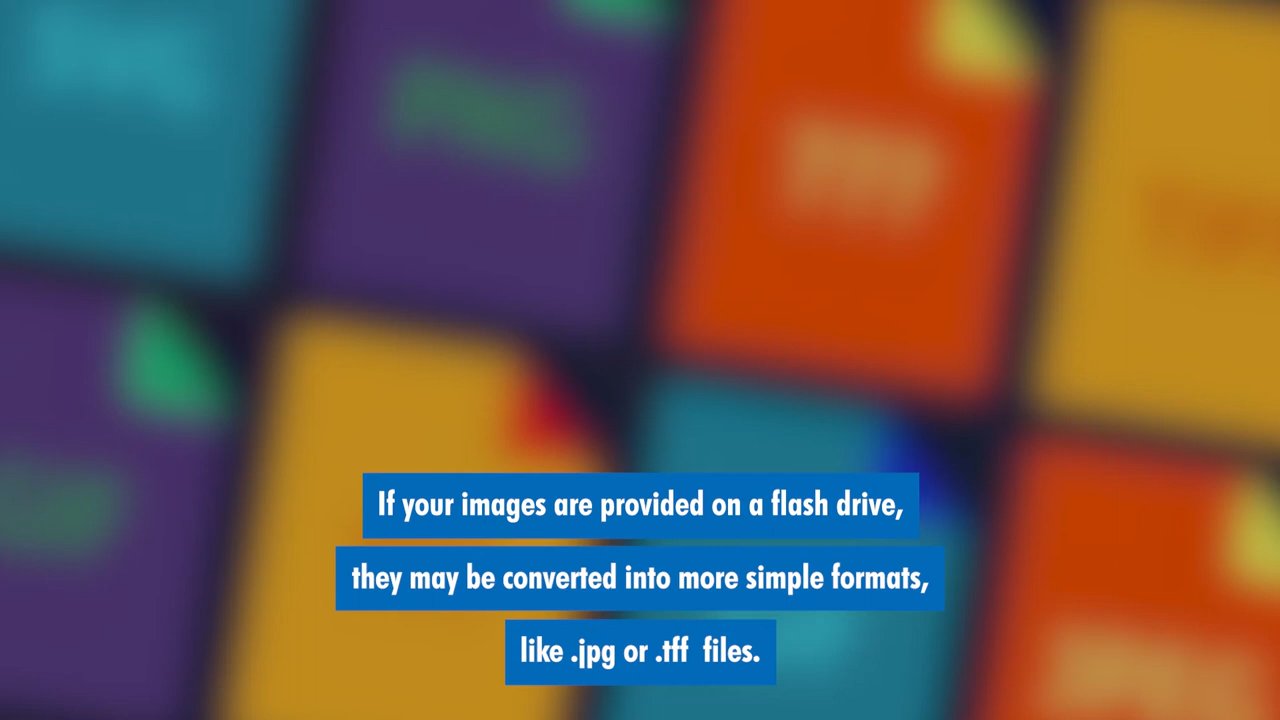 If your images are provided on a flash drive,
they may be converted into more simple formats,
like .jpg or .tff files.